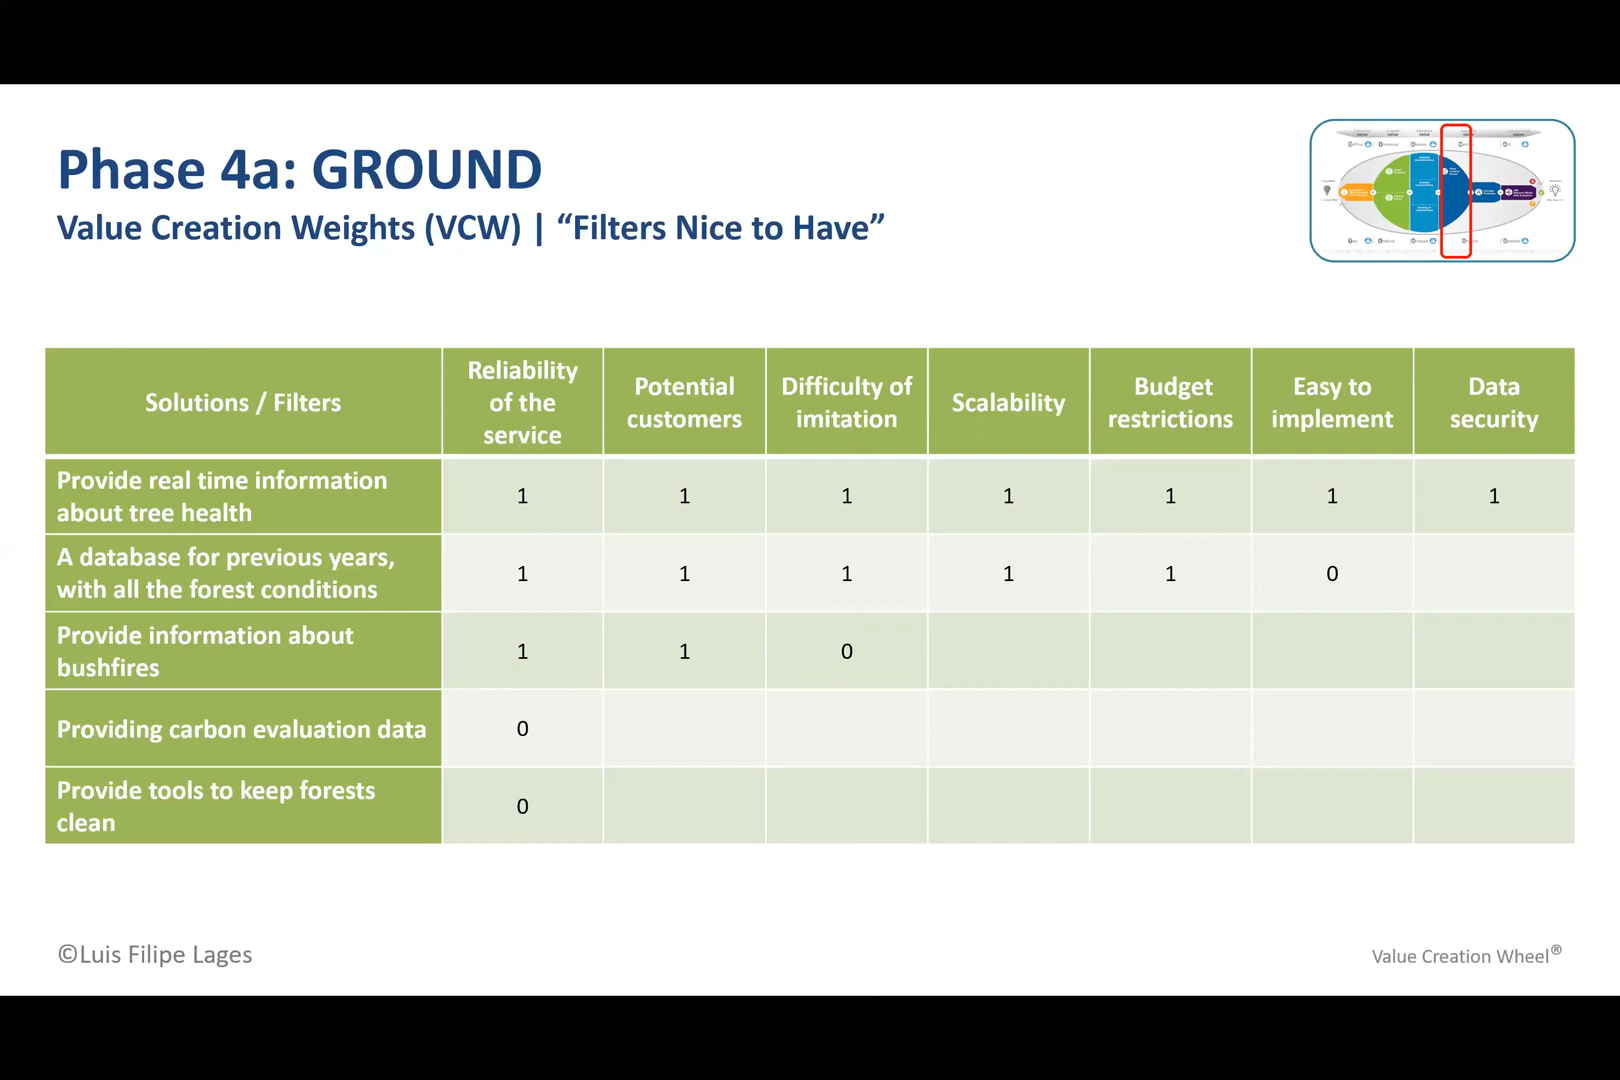 Phase 4a: GROUND
Value Creation Weights (VCW) | “Filters Nice to Have”
Solutions / Filters
Reliability
of the
service
Potential
customers
Difficulty of
imitation
Scalability
Budget
restrictions
Easy to
implement
Data
security
Provide real time information
about tree health
1 1 1 1 1 1 1
A database for previous years,
with all the forest conditions
1 1 1 1 1 0
Provide information about
bushfires
1 1 0
Providing carbon evaluation data
0
Provide tools to keep forests
clean
0
©Luis Filipe Lages
Value Creation Wheel®